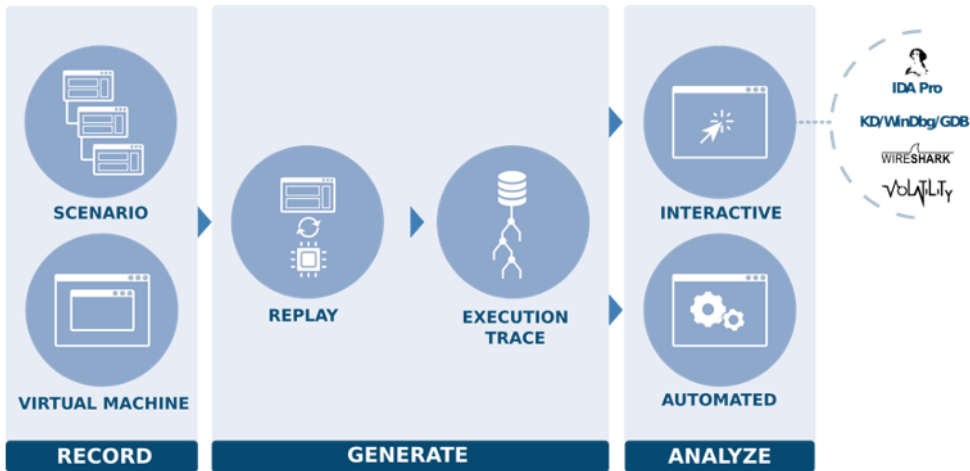 SCENARIO
VIRTUAL MACHINE
RECORD
REPLAY
EXECUTION
TRACE
GENERATE
INTERACTIVE
AUTOMATED
ANALYZE
IDA Pro
KD/WinDbg/GDB
WIRESHARK
VOLATILITY